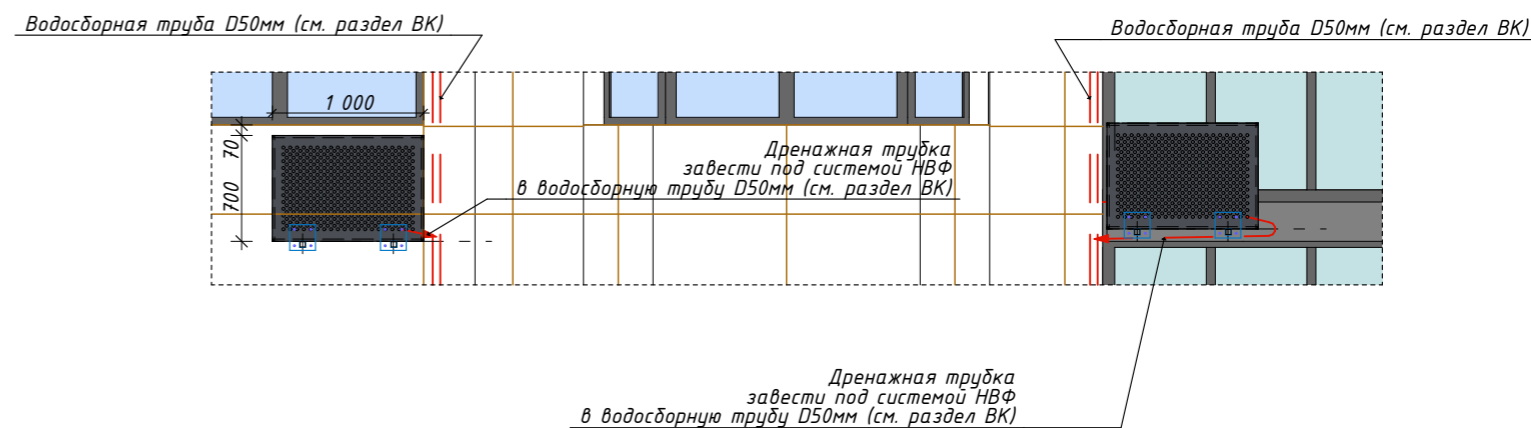 Водосборная труба D50мм (см. раздел ВК)
Водосборная труба D50мм (см. раздел ВК)
1 000
70
700
Дренажная трубка
завести под системой НВФ
в водосборную трубу D50мм (см. раздел ВК)
Дренажная трубка
завести под системой НВФ
в водосборную трубу D50мм (см. раздел ВК)